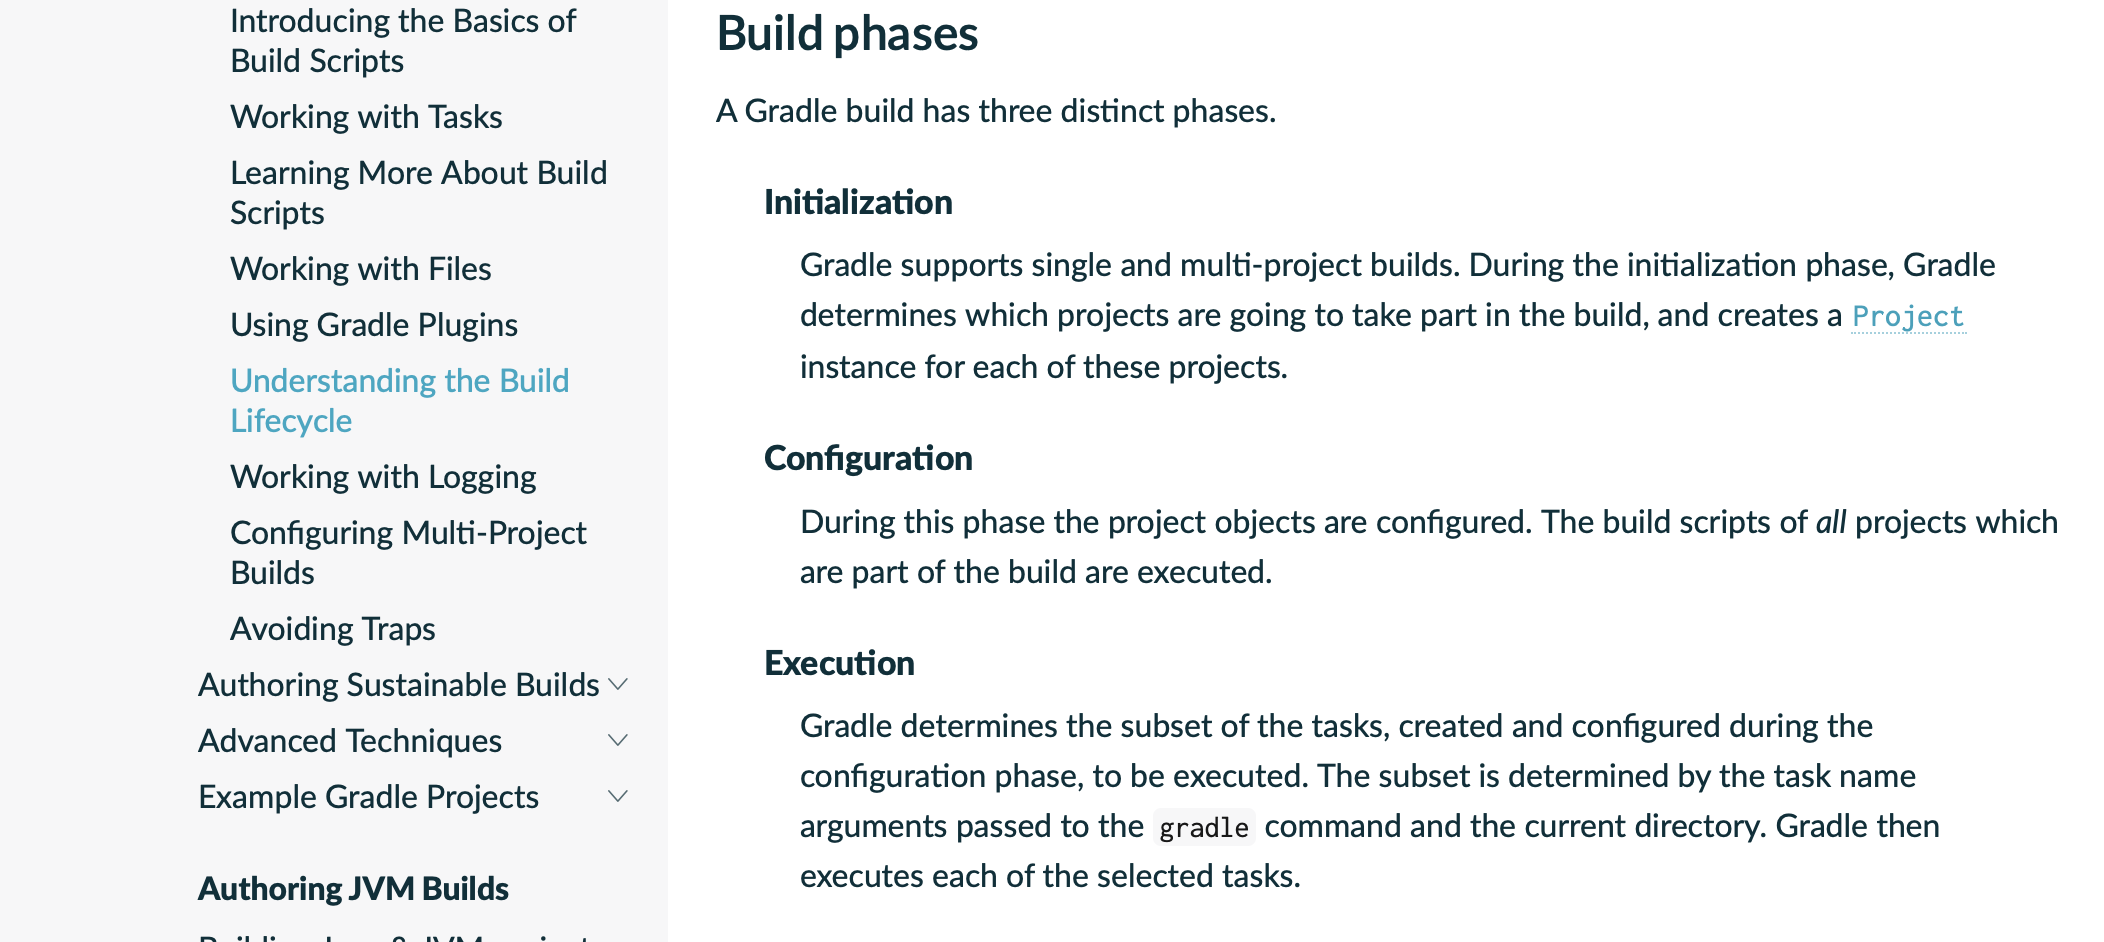 Introducing the Basics of
Build Scripts
Working with Tasks
Learning More About Build
Scripts
Working with Files
Using Gradle Plugins
Understanding the Build
Lifecycle
Working with Logging
Configuring Multi-Project
Builds
Avoiding Traps
Authoring Sustainable Builds
Advanced Techniques
Example Gradle Projects
Authoring JVM Builds
Build phases
A Gradle build has three distinct phases.
Initialization
Gradle supports single and multi-project builds. During the initialization phase, Gradle
determines which projects are going to take part in the build, and creates a Project
instance for each of these projects.
Configuration
During this phase the project objects are configured. The build scripts of all projects which
are part of the build are executed.
Execution
Gradle determines the subset of the tasks, created and configured during the
configuration phase, to be executed. The subset is determined by the task name
arguments passed to the gradle command and the current directory. Gradle then
executes each of the selected tasks.